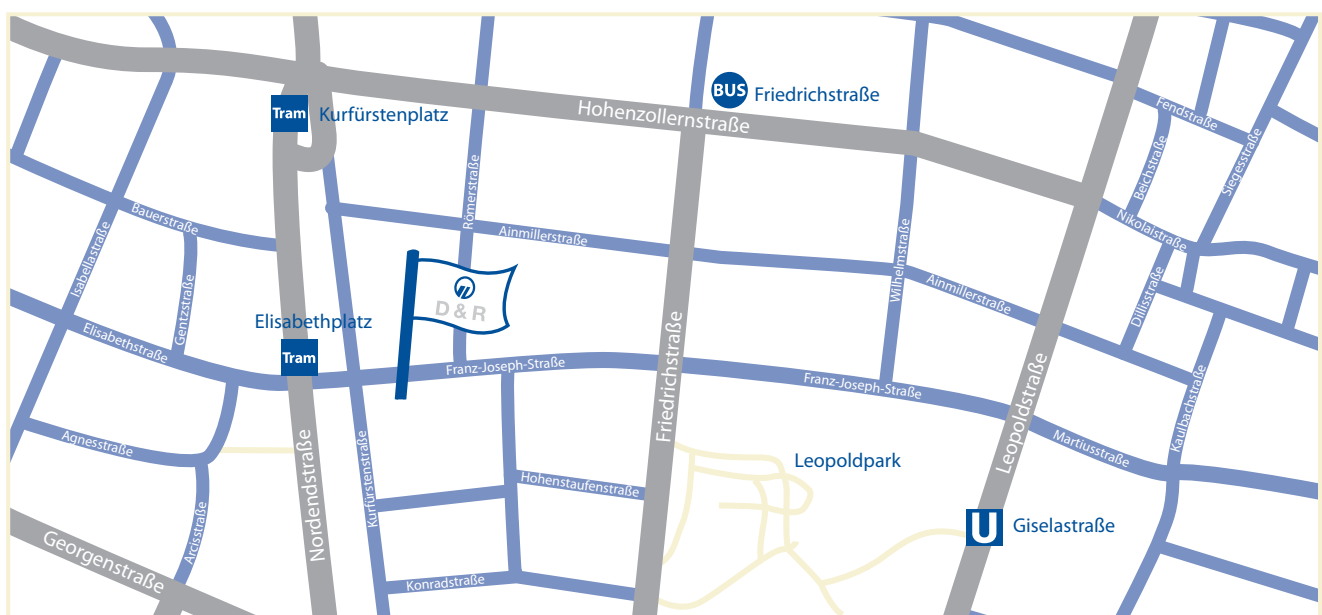 BUS
Friedrichstraße
Tram
Kurfürstenplatz
Hohenzollernstraße
Fendstraße
Beichstraße
Siegesstraße
Römerstraße
Bauerstraße
Ainmillerstraße
Nikolaistraße
Isabellastraße
Gentzstraße
Wilhelmstraße
Ainmillerstraße
Dillisstraße
D & R
Elisabethplatz
Tram
Elisabethstraße
Franz-Joseph-Straße
Franz-Joseph-Straße
Friedrichstraße
Leopoldstraße
Kaulbachstraße
Agnesstraße
Martiusstraße
Leopoldpark
Nordendstraße
Kurfürstenstraße
Hohenstaufenstraße
Arcisstraße
U
Giselastraße
Georgenstraße
Konradstraße